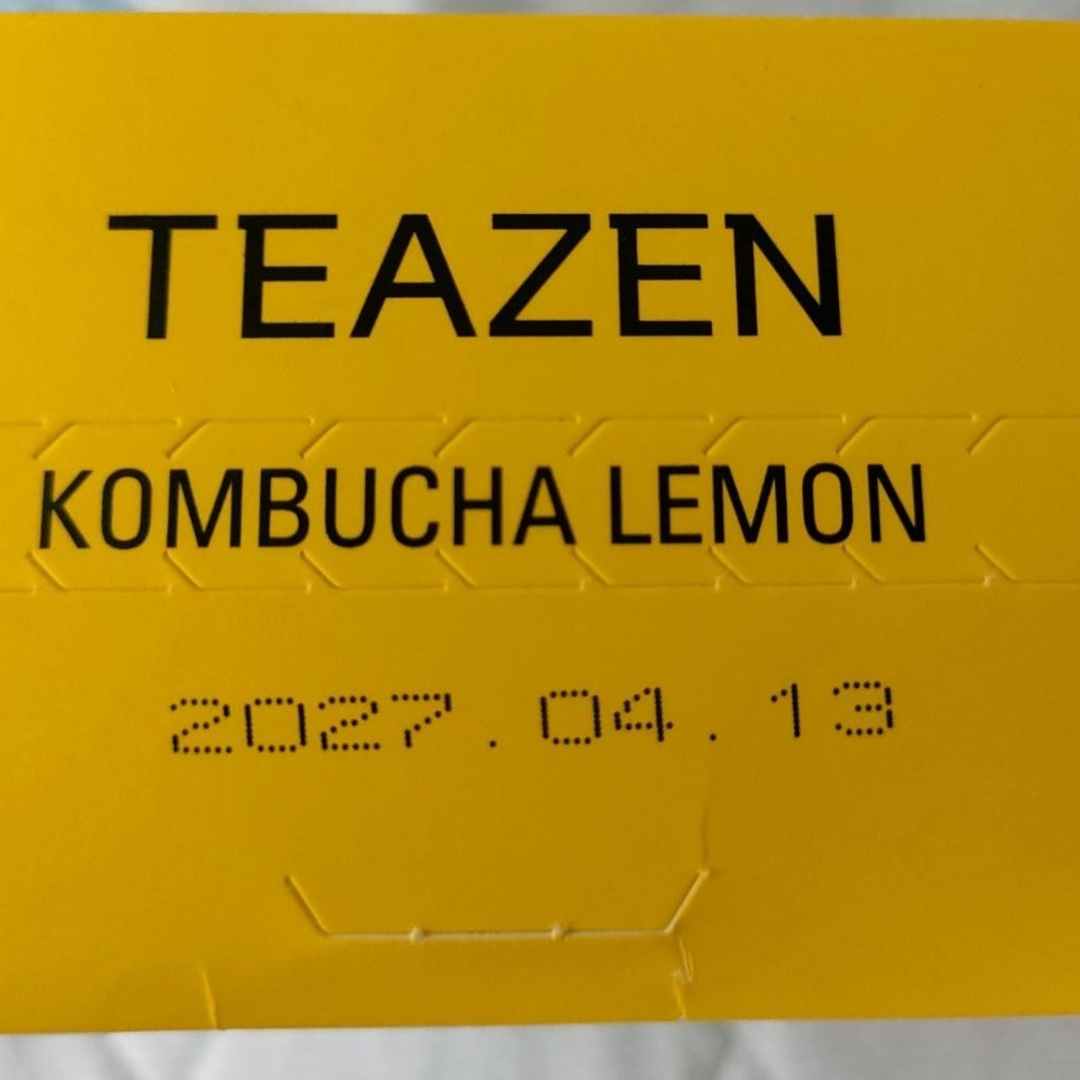 TEAZEN
KOMBUCHA LEMON
2027.04.13